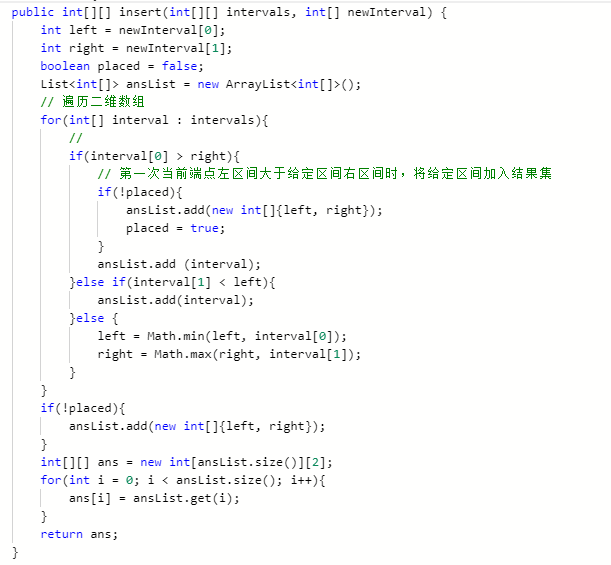 public int[][] insert(int[][] intervals, int[] newInterval) {
    int left = newInterval[0];
    int right = newInterval[1];
    boolean placed = false;
    List<int[]> ansList = new ArrayList<int[]>();
    // 遍历二维数组
    for(int[] interval : intervals){
        //
        if(interval[0] > right){
            // 第一次当前端点左区间大于给定区间右区间时，将给定区间加入结果集
            if(!placed){
                ansList.add(new int[]{left, right});
                placed = true;
            }
            ansList.add (interval);
        }else if(interval[1] < left){
            ansList.add(interval);
        }else {
            left = Math.min(left, interval[0]);
            right = Math.max(right, interval[1]);
        }
    }
    if(!placed){
        ansList.add(new int[]{left, right});
    }
    int[][] ans = new int[ansList.size()][2];
    for(int i = 0; i < ansList.size(); i++){
        ans[i] = ansList.get(i);
    }
    return ans;
}